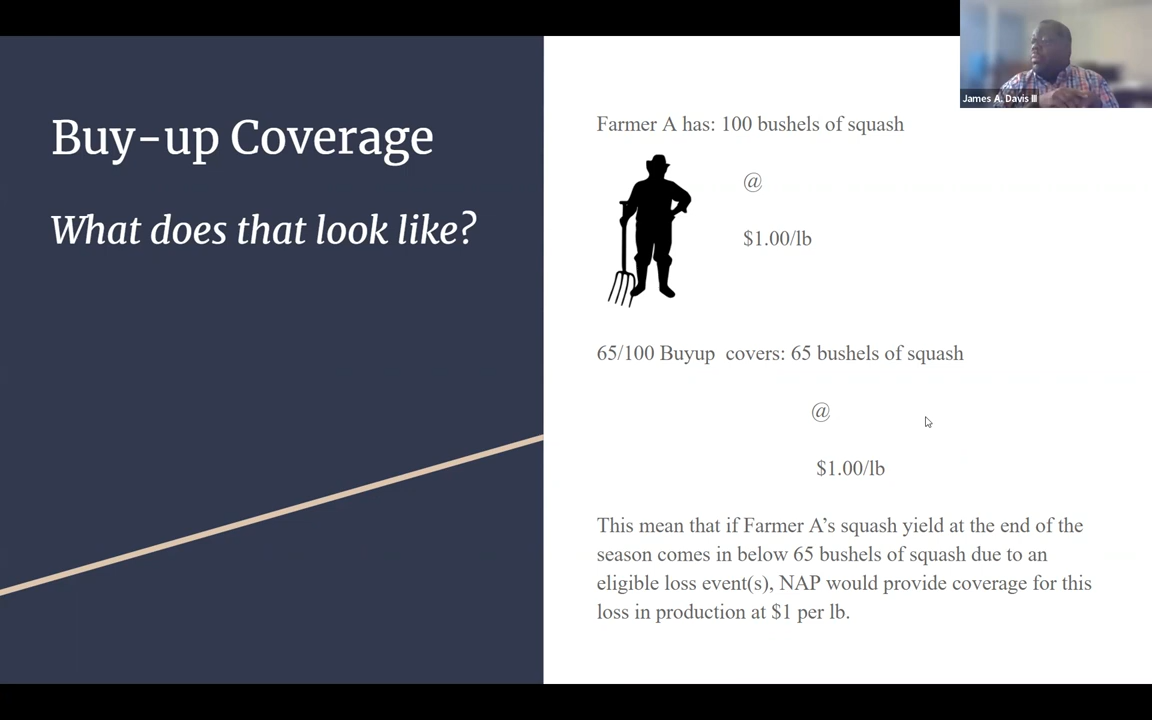 Buy-up Coverage
What does that look like?
Farmer A has: 100 bushels of squash
@
$1.00/lb
65/100 Buyup covers: 65 bushels of squash
@
$1.00/lb
This mean that if Farmer A's squash yield at the end of the
season comes in below 65 bushels of squash due to an
eligible loss event(s), NAP would provide coverage for this
loss in production at $1 per lb.
James A. Davis III